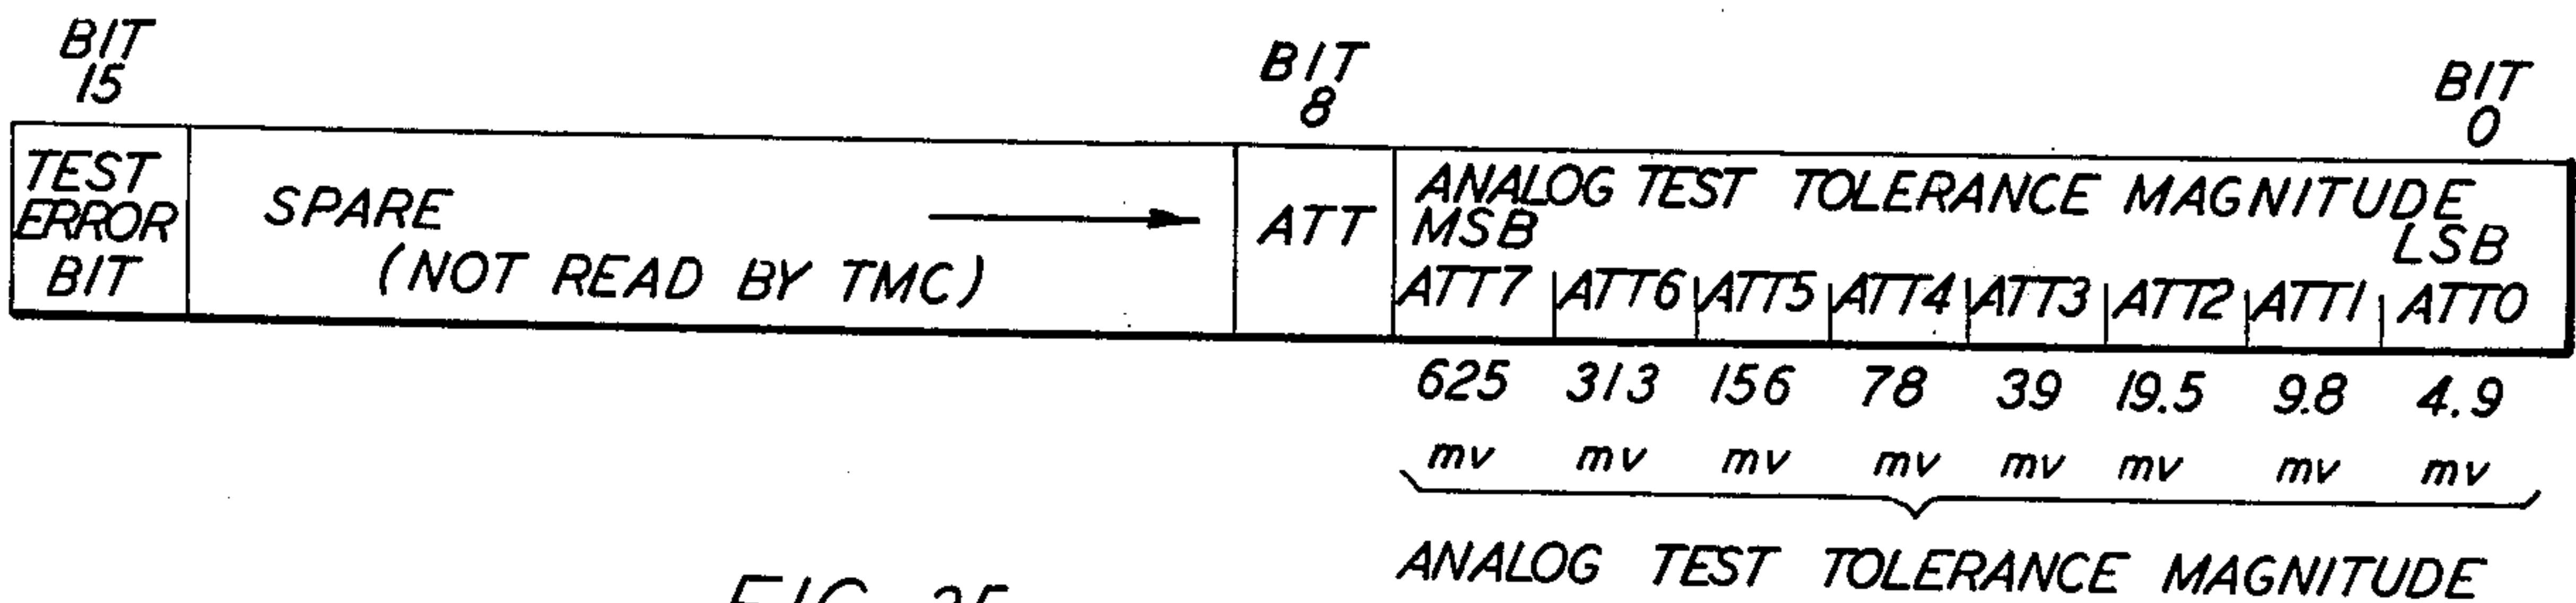 BIT
15
BIT
8
BIT
0
TEST
ERROR
BIT
SPARE
(NOT READ BY TMC)
ATT
ANALOG TEST TOLERANCE MAGNITUDE
MSB
LSB
ATT7 ATT6 ATT5 ATT4 ATT3 ATT2 ATT1 ATT0
625 313 156 78 39 19.5 9.8 4.9
mv mv mv mv mv mv mv mv
ANALOG TEST TOLERANCE MAGNITUDE